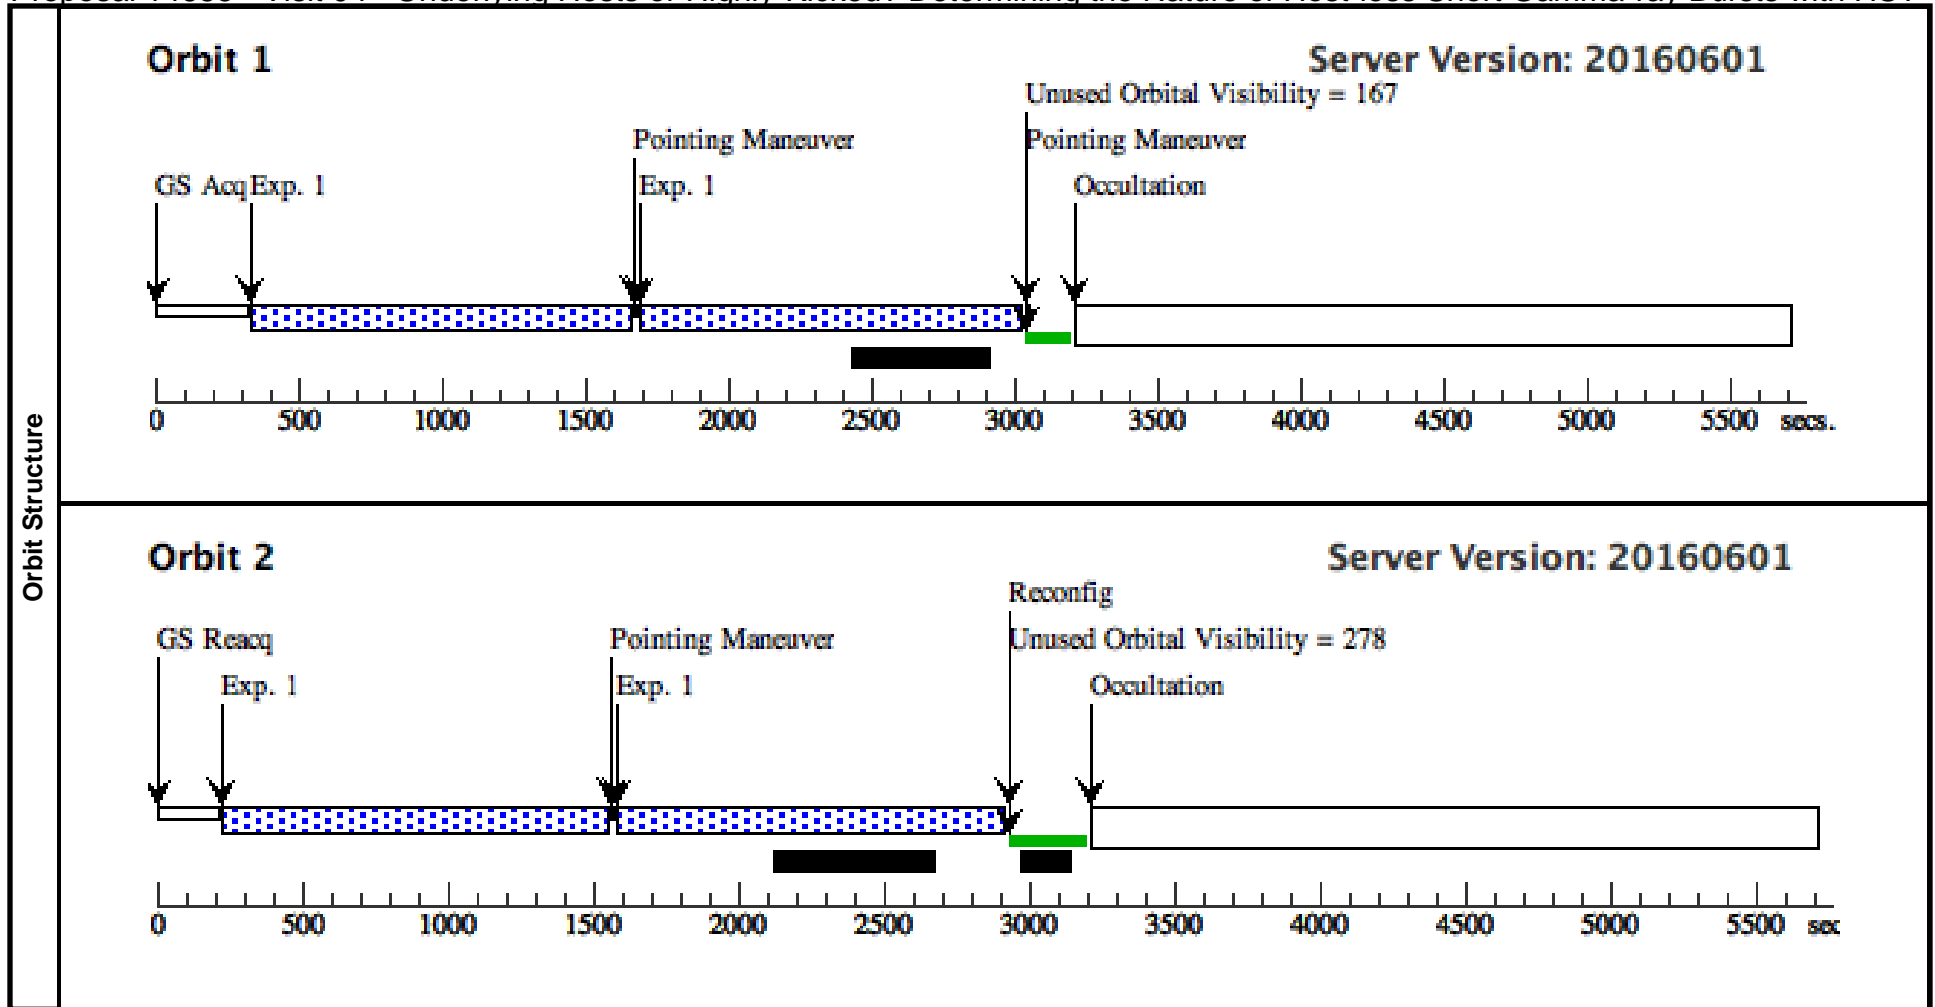 Orbit Structure
Orbit 1
Server Version: 20160601
Unused Orbital Visibility = 167
Pointing Maneuver
Pointing Maneuver
GS Acq
Exp. 1
Exp. 1
Occultation
0 500 1000 1500 2000 2500 3000 3500 4000 4500 5000 5500 secs.
Orbit 2
Server Version: 20160601
Reconfig
GS Reacq
Pointing Maneuver
Unused Orbital Visibility = 278
Exp. 1
Exp. 1
Occultation
0 500 1000 1500 2000 2500 3000 3500 4000 4500 5000 5500 sec